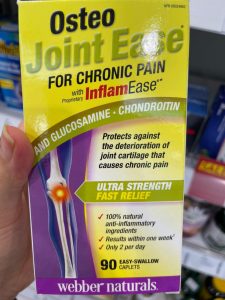 Osteo
Joint Ease®
FOR CHRONIC PAIN
with
Proprietary InflamEase™*
AND GLUCOSAMINE · CHONDROITIN
Protects against
the deterioration of
joint cartilage that
causes chronic pain
ULTRA STRENGTH
FAST RELIEF
✓ 100% natural
anti-inflammatory
ingredients
✓ Results within one week†
✓ Only 2 per day
90 EASY-SWALLOW
CAPLETS
webber naturals.